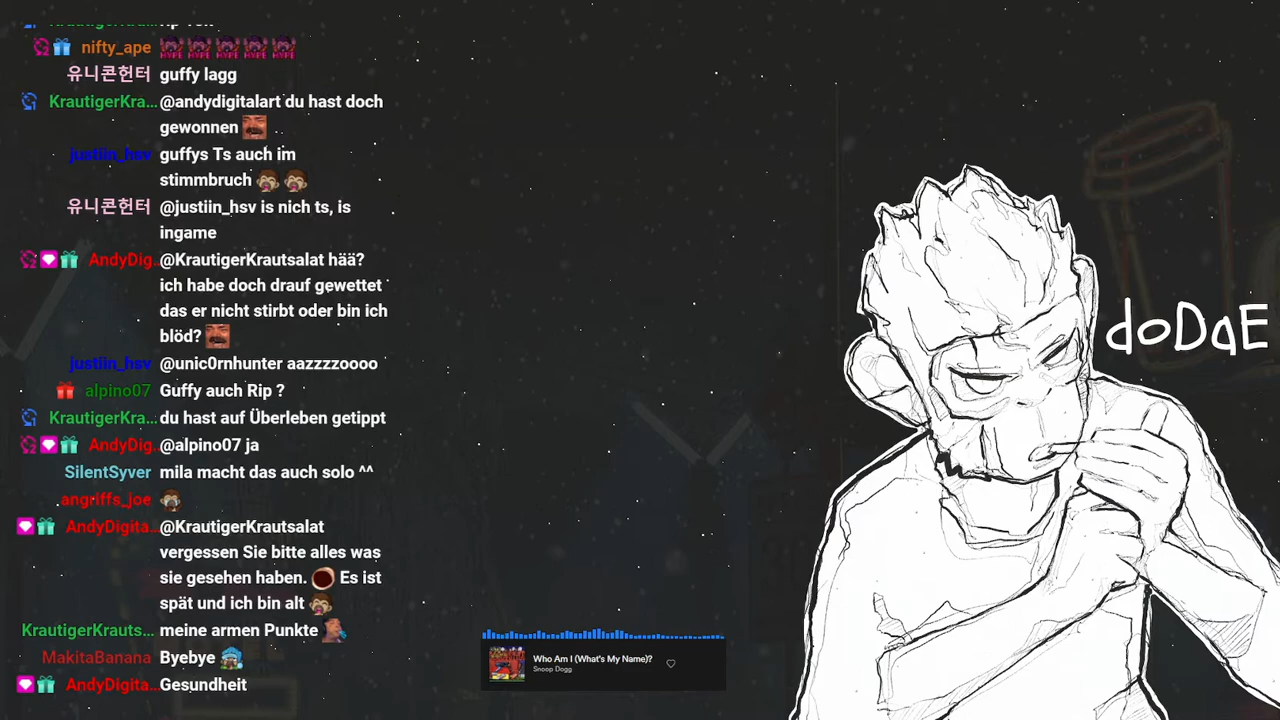 nifty_ape
유니콘헌터 guffy lagg
KrautigerKra... @andydigitalart du hast doch
gewonnen
justiin_hsv guffys Ts auch im
stimmbruch
유니콘헌터 @justiin_hsv is nich ts, is
ingame
AndyDig... @KrautigerKrautsalat hää?
ich habe doch drauf gewettet
das er nicht stirbt oder bin ich
blöd?
justiin_hsv @unic0rnhunter aazzzzoooo
alpino07 Guffy auch Rip ?
KrautigerKra... du hast auf Überleben getippt
AndyDig... @alpino07 ja
SilentSyver mila macht das auch solo ^^
angriffs_joe
AndyDigita... @KrautigerKrautsalat
vergessen Sie bitte alles was
sie gesehen haben. Es ist
spät und ich bin alt
KrautigerKrauts... meine armen Punkte
MakitaBanana Byebye
AndyDigita... Gesundheit
doDaE
Who Am I (What's My Name)?
Snoop Dogg